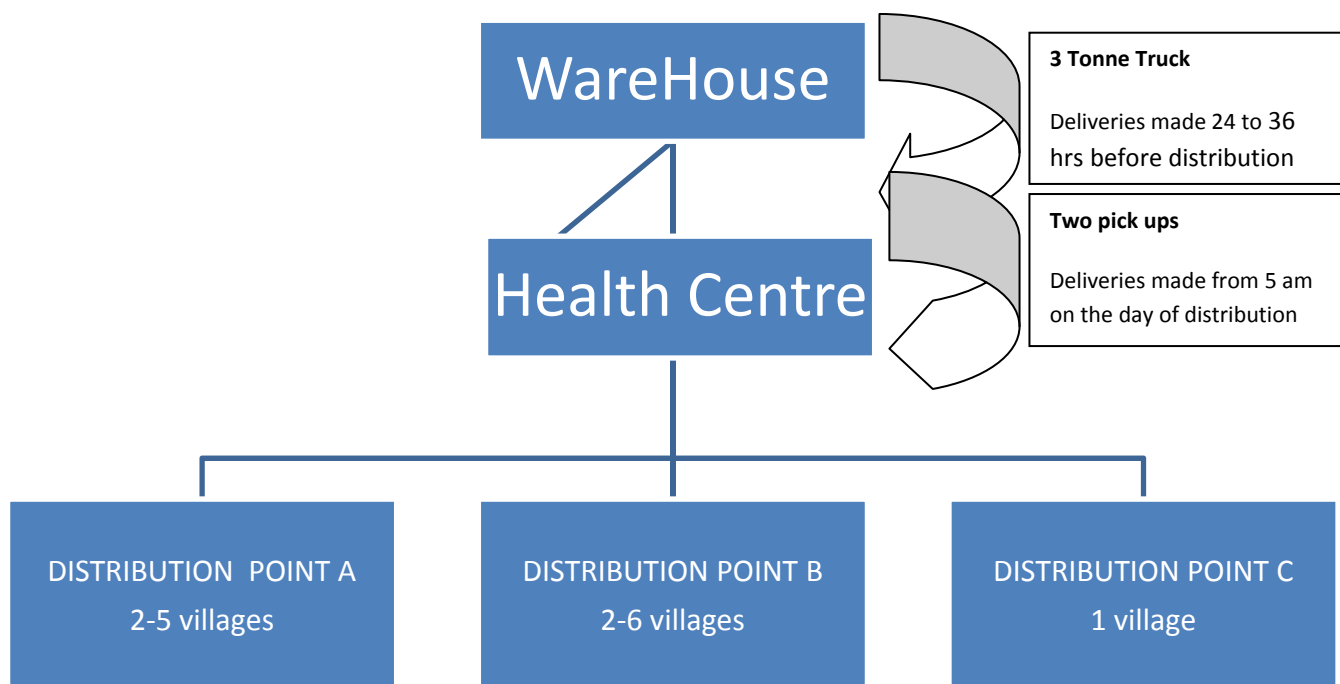 WareHouse
3 Tonne Truck
Deliveries made 24 to 36
hrs before distribution
Health Centre
Two pick ups
Deliveries made from 5 am
on the day of distribution
DISTRIBUTION  POINT A
2-5 villages
DISTRIBUTION POINT B
2-6 villages
DISTRIBUTION POINT C
1 village